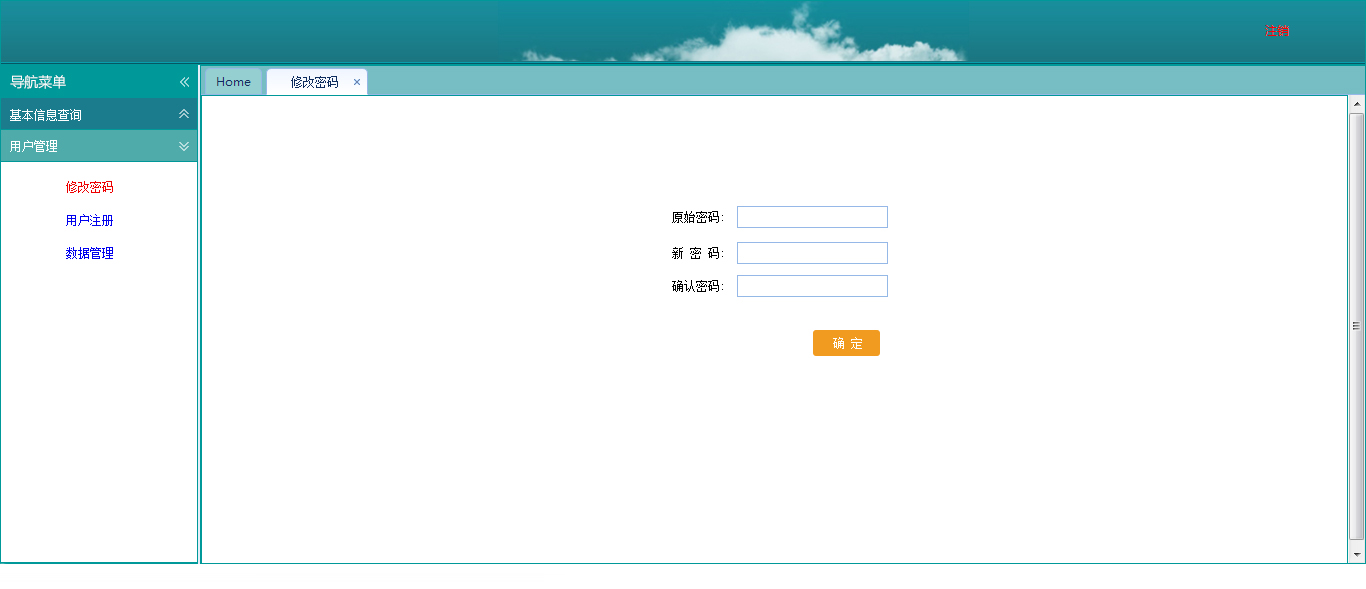 注销
导航菜单
基本信息查询
用户管理
修改密码
用户注册
数据管理
Home
修改密码
原始密码：
新 密 码：
确认密码：
确 定